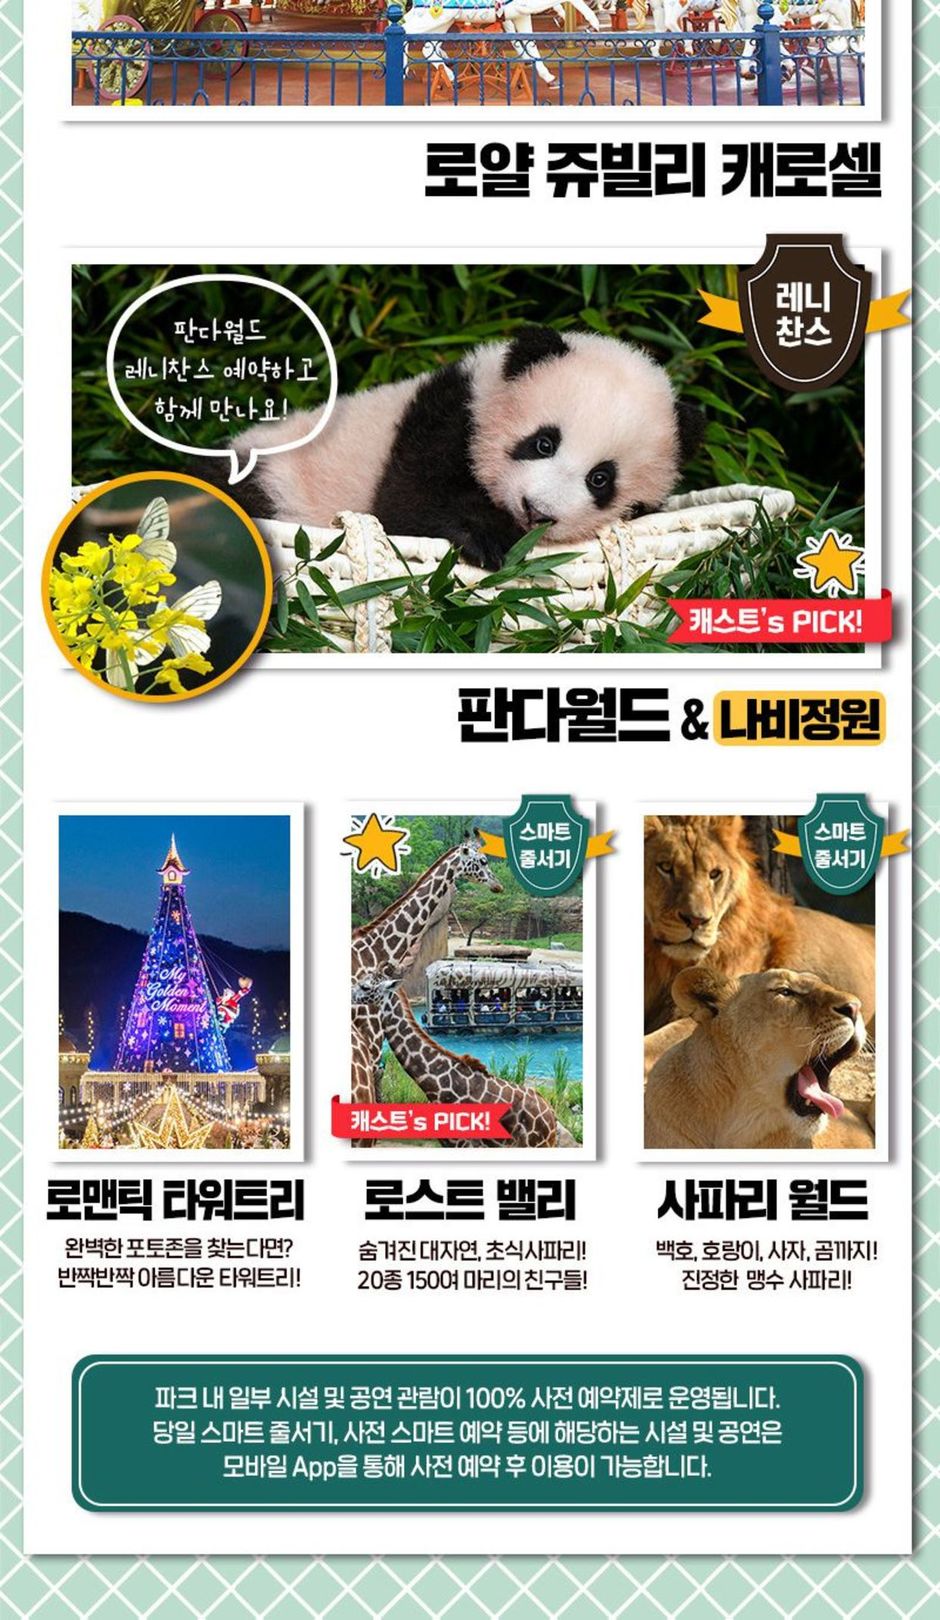 로얄 쥬빌리 캐로셀
레니
찬스
판다월드
레니찬스 예약하고
함께 만나요!
캐스트's PICK!
판다월드 & 나비정원
스마트
줄서기
스마트
줄서기
My
Golden
Moment
캐스트's PICK!
로맨틱 타워트리
완벽한 포토존을 찾는다면?
반짝반짝 아름다운 타워트리!
로스트 밸리
숨겨진 대자연, 초식사파리!
20종 150여 마리의 친구들!
사파리 월드
백호, 호랑이, 사자, 곰까지!
진정한 맹수 사파리!
파크 내 일부 시설 및 공연 관람이 100% 사전 예약제로 운영됩니다.
당일 스마트 줄서기, 사전 스마트 예약 등에 해당하는 시설 및 공연은
모바일 App을 통해 사전 예약 후 이용이 가능합니다.